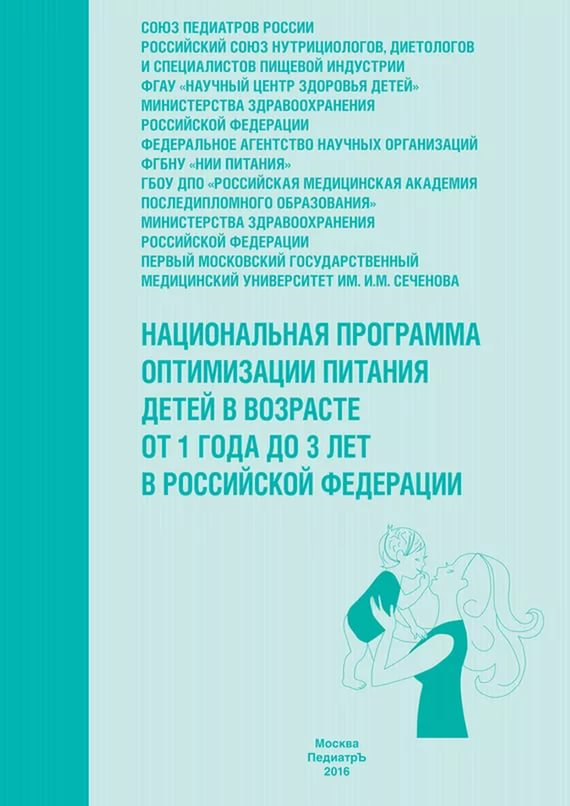 СОЮЗ ПЕДИАТРОВ РОССИИ
РОССИЙСКИЙ СОЮЗ НУТРИЦИОЛОГОВ, ДИЕТОЛОГОВ
И СПЕЦИАЛИСТОВ ПИЩЕВОЙ ИНДУСТРИИ
ФГАУ «НАУЧНЫЙ ЦЕНТР ЗДОРОВЬЯ ДЕТЕЙ»
МИНИСТЕРСТВА ЗДРАВООХРАНЕНИЯ
РОССИЙСКОЙ ФЕДЕРАЦИИ
ФЕДЕРАЛЬНОЕ АГЕНТСТВО НАУЧНЫХ ОРГАНИЗАЦИЙ
ФГБНУ «НИИ ПИТАНИЯ»
ГБОУ ДПО «РОССИЙСКАЯ МЕДИЦИНСКАЯ АКАДЕМИЯ
ПОСЛЕДИПЛОМНОГО ОБРАЗОВАНИЯ»
МИНИСТЕРСТВА ЗДРАВООХРАНЕНИЯ
РОССИЙСКОЙ ФЕДЕРАЦИИ
ПЕРВЫЙ МОСКОВСКИЙ ГОСУДАРСТВЕННЫЙ
МЕДИЦИНСКИЙ УНИВЕРСИТЕТ ИМ. И.М. СЕЧЕНОВА
НАЦИОНАЛЬНАЯ ПРОГРАММА
ОПТИМИЗАЦИИ ПИТАНИЯ
ДЕТЕЙ В ВОЗРАСТЕ
ОТ 1 ГОДА ДО 3 ЛЕТ
В РОССИЙСКОЙ ФЕДЕРАЦИИ
Москва
ПедиатрЪ
2016